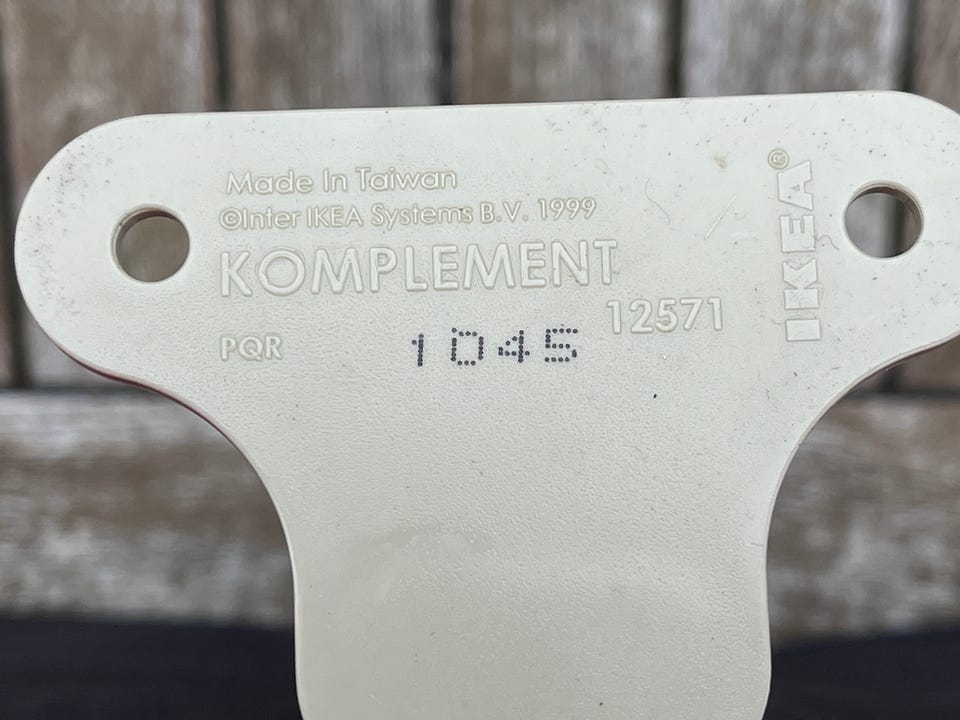 Made In Taiwan
©Inter IKEA Systems B.V. 1999
KOMPLEMENT
12571
PQR
1045
IKEA®